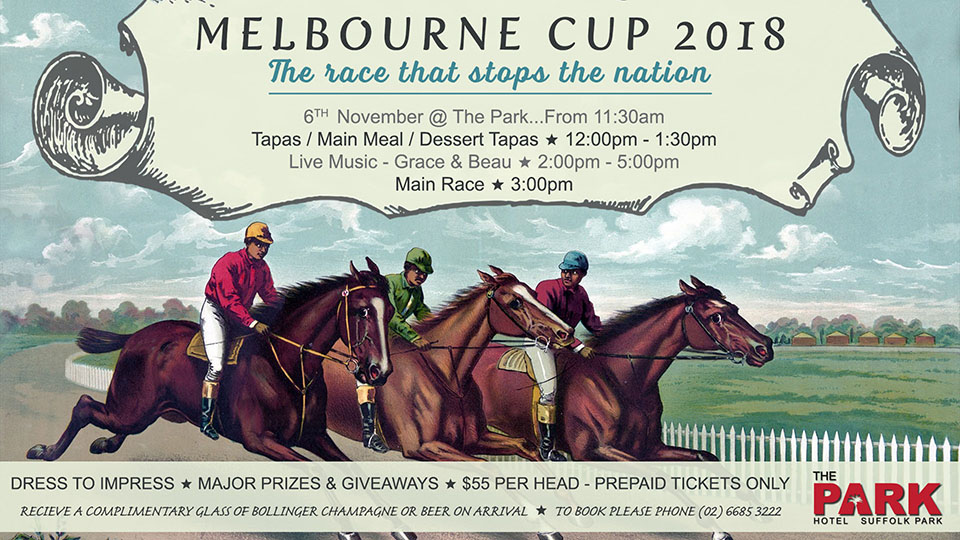 MELBOURNE CUP 2018
The race that stops the nation
6TH November @ The Park...From 11:30am
Tapas / Main Meal / Dessert Tapas ★ 12:00pm - 1:30pm
Live Music - Grace & Beau ★ 2:00pm - 5:00pm
Main Race ★ 3:00pm
DRESS TO IMPRESS ★ MAJOR PRIZES & GIVEAWAYS ★ $55 PER HEAD - PREPAID TICKETS ONLY
RECIEVE A COMPLIMENTARY GLASS OF BOLLINGER CHAMPAGNE OR BEER ON ARRIVAL ★ TO BOOK PLEASE PHONE (02) 6685 3222
THE
PARK
HOTEL SUFFOLK PARK